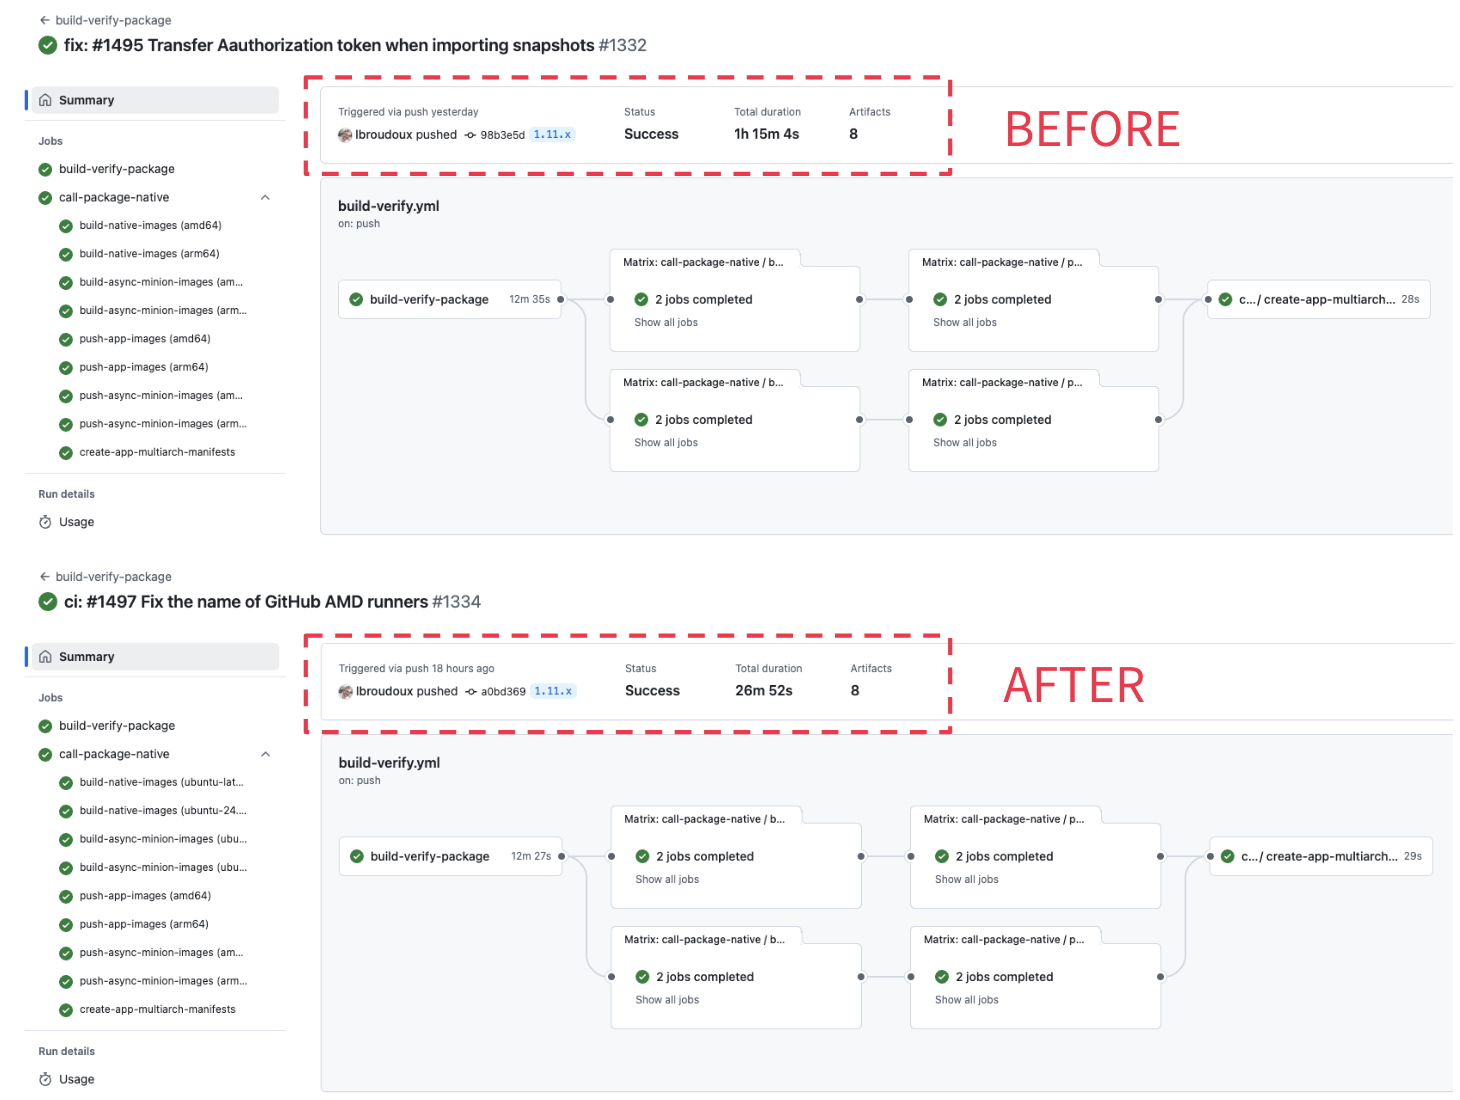 build-verify-package
fix: #1495 Transfer Aauthorization token when importing snapshots #1332
Summary
Jobs
build-verify-package
call-package-native
build-native-images (amd64)
build-native-images (arm64)
build-async-minion-images (am...
build-async-minion-images (arm...
push-app-images (amd64)
push-app-images (arm64)
push-async-minion-images (am...
push-async-minion-images (arm...
create-app-multiarch-manifests
Run details
Usage
Triggered via push yesterday
lbroudoux pushed 98b3e5d 1.11.x
Status
Success
Total duration
1h 15m 4s
Artifacts
8
BEFORE
build-verify.yml
on: push
build-verify-package 12m 35s
Matrix: call-package-native / b...
2 jobs completed
Show all jobs
Matrix: call-package-native / p...
2 jobs completed
Show all jobs
c.../ create-app-multiarch... 28s
Matrix: call-package-native / b...
2 jobs completed
Show all jobs
Matrix: call-package-native / p...
2 jobs completed
Show all jobs
build-verify-package
ci: #1497 Fix the name of GitHub AMD runners #1334
Summary
Jobs
build-verify-package
call-package-native
build-native-images (ubuntu-lat...
build-native-images (ubuntu-24....
build-async-minion-images (ubu...
build-async-minion-images (ubu...
push-app-images (amd64)
push-app-images (arm64)
push-async-minion-images (am...
push-async-minion-images (arm...
create-app-multiarch-manifests
Run details
Usage
Triggered via push 18 hours ago
lbroudoux pushed a0bd369 1.11.x
Status
Success
Total duration
26m 52s
Artifacts
8
AFTER
build-verify.yml
on: push
build-verify-package 12m 27s
Matrix: call-package-native / b...
2 jobs completed
Show all jobs
Matrix: call-package-native / p...
2 jobs completed
Show all jobs
c.../ create-app-multiarch... 29s
Matrix: call-package-native / b...
2 jobs completed
Show all jobs
Matrix: call-package-native / p...
2 jobs completed
Show all jobs